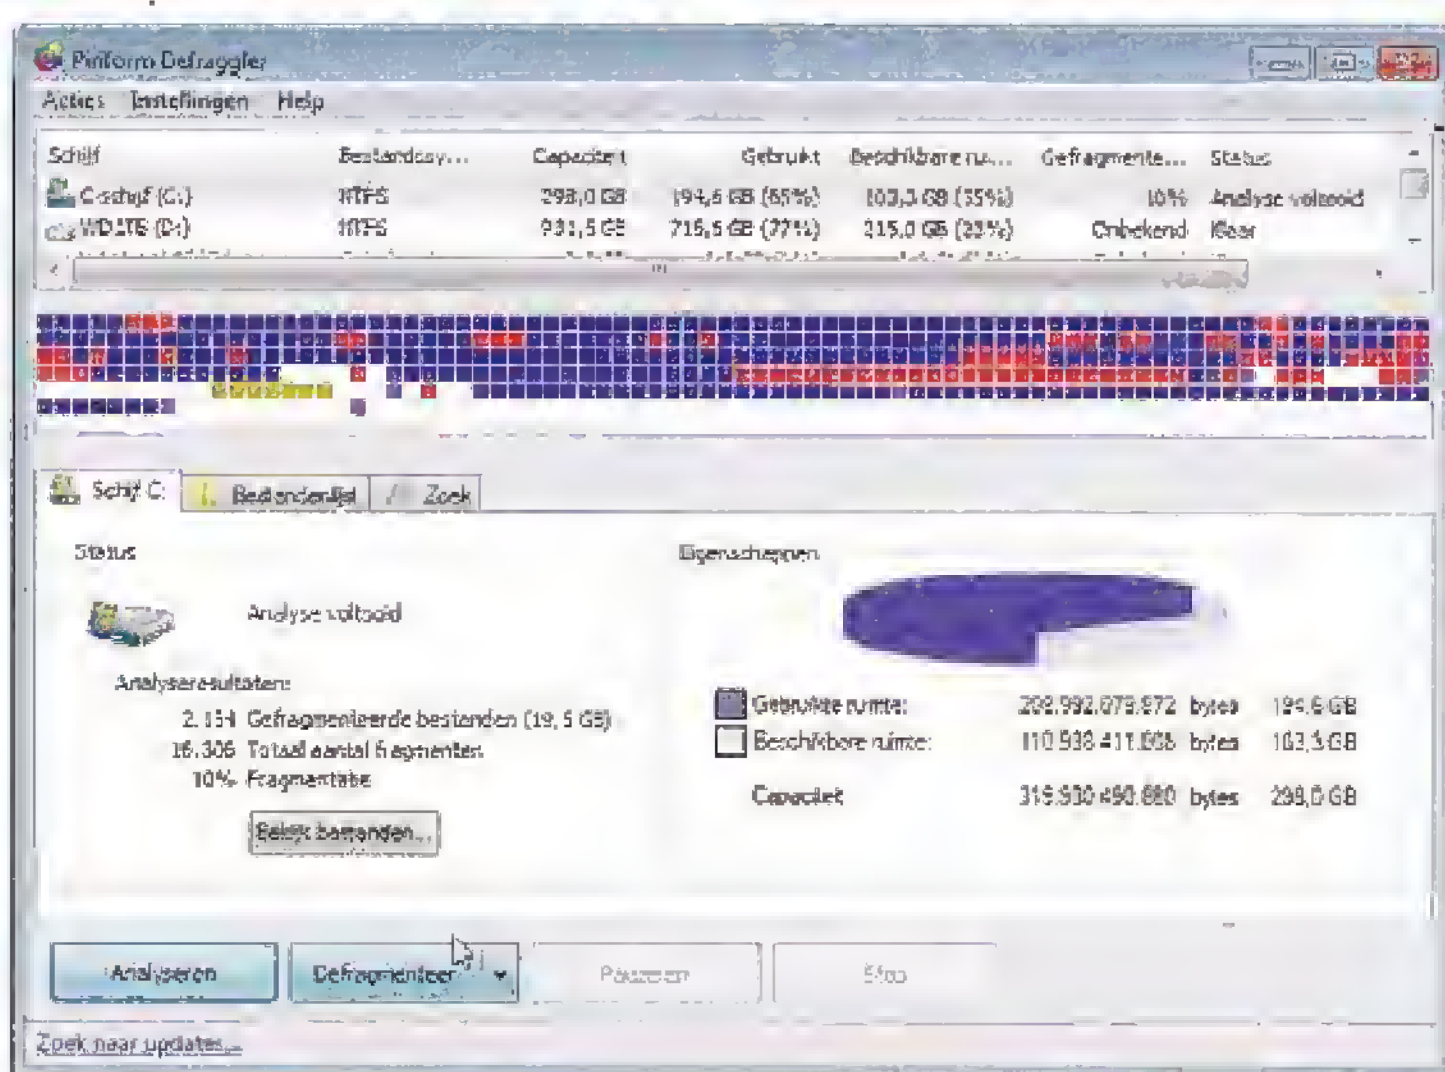 Piriform Defraggler
Acties Instellingen Help
Schijf Bestandssy... Capaciteit Gebruikt Beschikbare ru... Gefragmente... Status
C-schijf (C:) NTFS 298,0 GB 194,6 GB (65%) 103,3 GB (35%) 10% Analyse voltooid
(D:) NTFS 931,5 GB 716,5 GB (77%) 215,0 GB (23%) Onbekend Klaar
Schijf C: Bestandenlijst Zoek
Status Eigenschappen
Analyse voltooid
Analyseresultaten:
Gefragmenteerde bestanden (19,5 GB)
16.306 Totaal aantal fragmenten
10% Fragmentatie
Gebruikte ruimte: bytes 194,6 GB
Beschikbare ruimte: bytes 103,3 GB
Capaciteit bytes 298,0 GB
Bekijk bestanden...
Analyseren Defragmenteer Pauzeren Stop
Zoek naar updates...